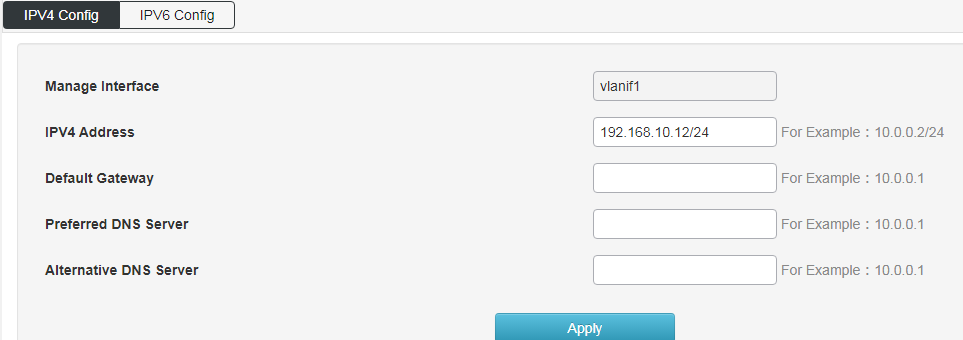 IPV4 Config IPV6 Config
Manage Interface vlanif1
IPV4 Address 192.168.10.12/24 For Example : 10.0.0.2/24
Default Gateway For Example : 10.0.0.1
Preferred DNS Server For Example : 10.0.0.1
Alternative DNS Server For Example : 10.0.0.1
Apply